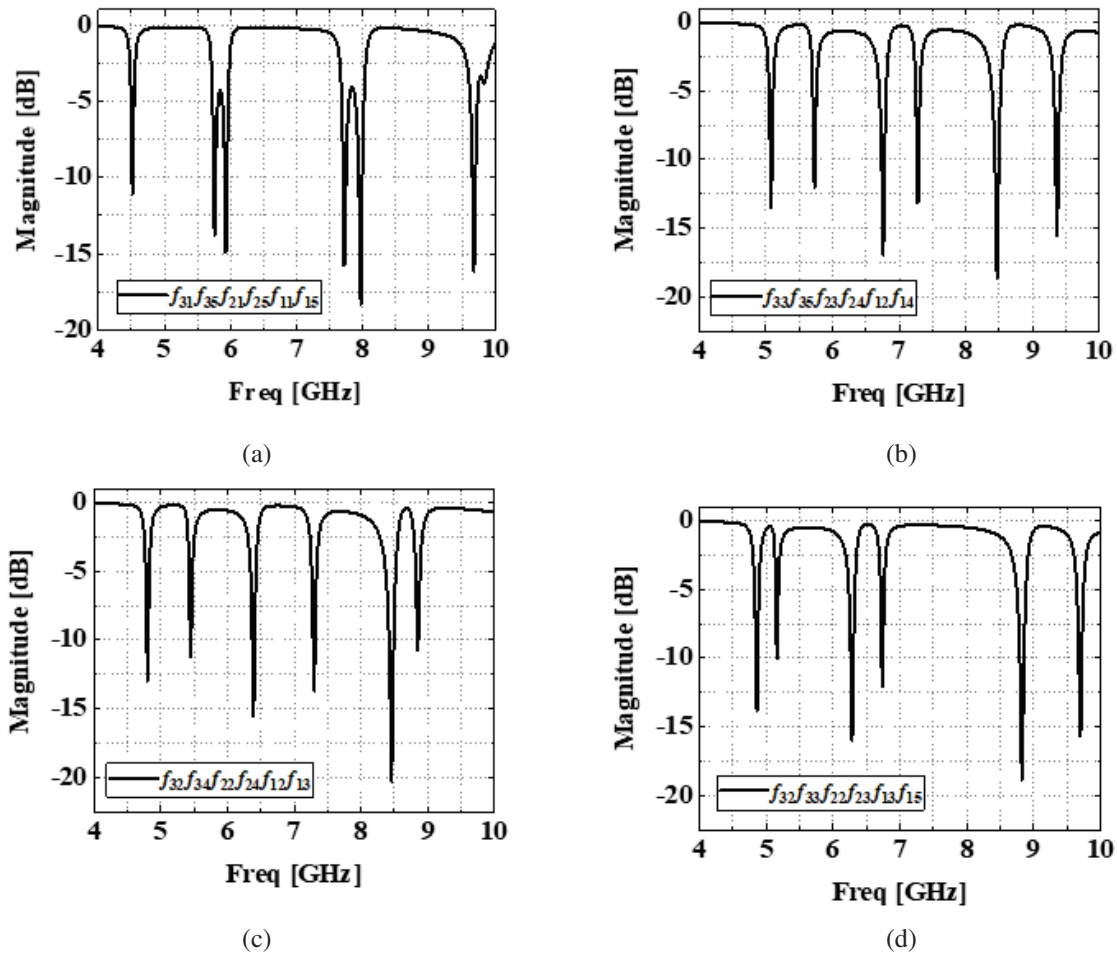 0
-5
-10
-15
-20
Magnitude [dB]
f31f35f21f25f11f15
4 5 6 7 8 9 10
Freq [GHz]
(a)
0
-5
-10
-15
-20
Magnitude [dB]
f33f35f23f24f12f14
4 5 6 7 8 9 10
Freq [GHz]
(b)
0
-5
-10
-15
-20
Magnitude [dB]
f32f34f22f24f12f13
4 5 6 7 8 9 10
Freq [GHz]
(c)
0
-5
-10
-15
-20
Magnitude [dB]
f32f33f22f23f13f15
4 5 6 7 8 9 10
Freq [GHz]
(d)